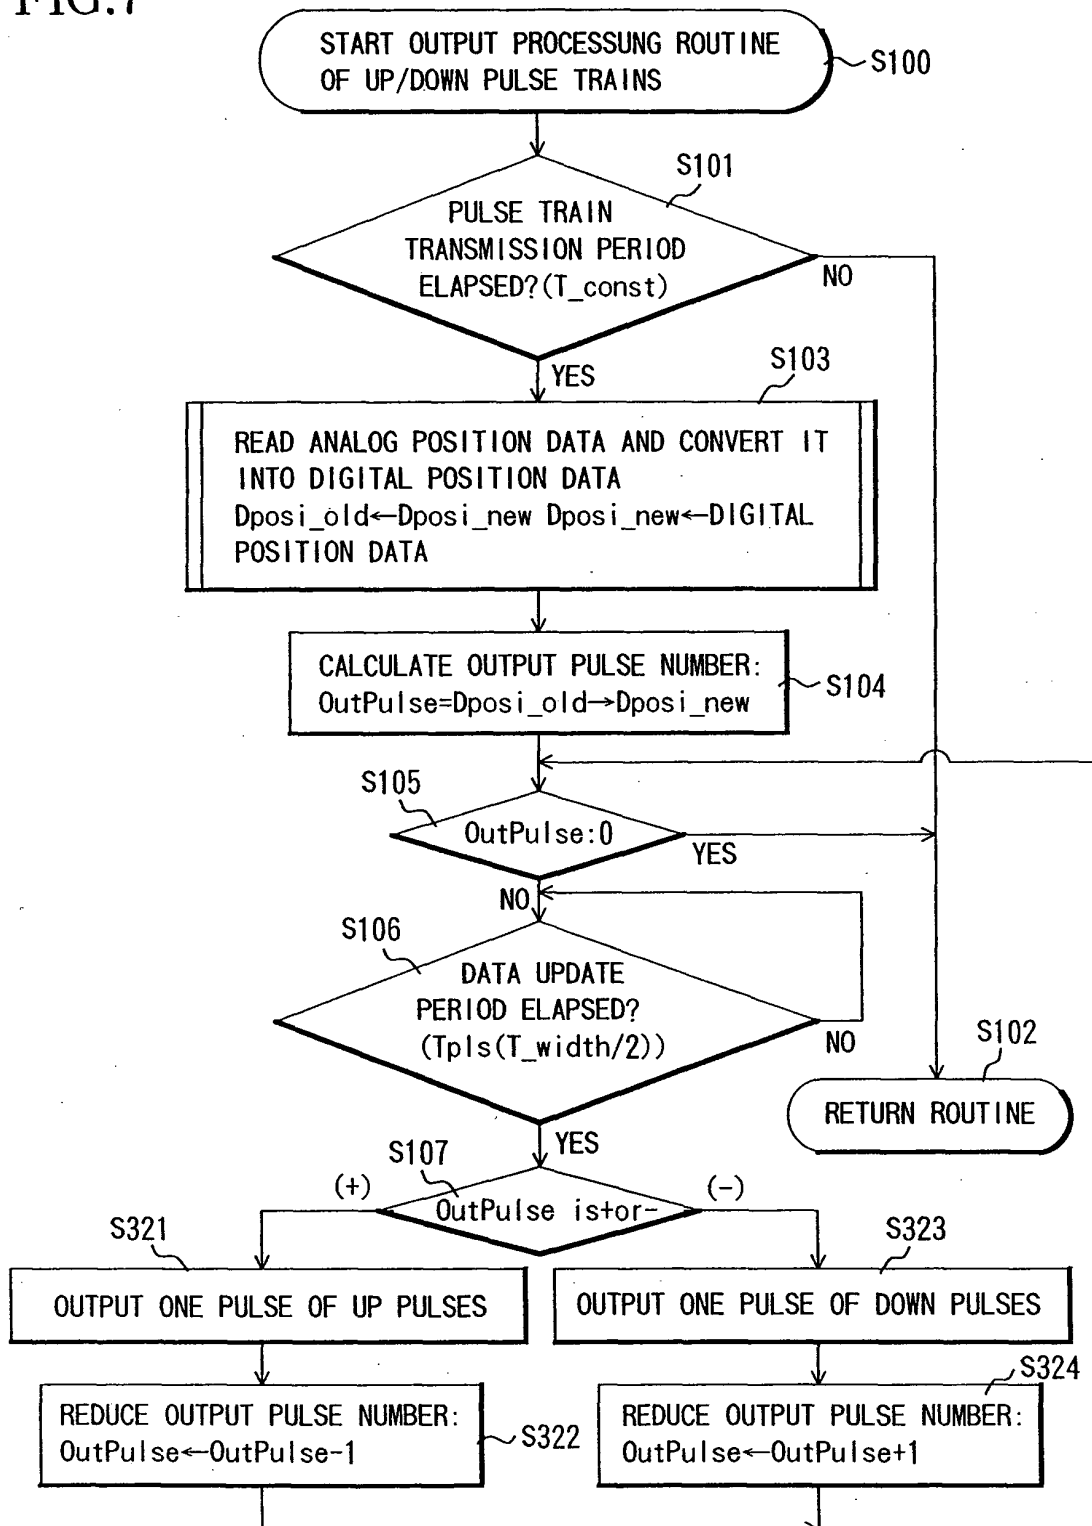 FIG.7
START OUTPUT PROCESSUNG ROUTINE
OF UP/DOWN PULSE TRAINS
S100
S101
PULSE TRAIN
TRANSMISSION PERIOD
ELAPSED?(T_const)
NO
YES
S103
READ ANALOG POSITION DATA AND CONVERT IT
INTO DIGITAL POSITION DATA
Dposi_old←Dposi_new Dposi_new←DIGITAL
POSITION DATA
CALCULATE OUTPUT PULSE NUMBER:
OutPulse=Dposi_old→Dposi_new
S104
S105
OutPulse:0
YES
NO
S106
DATA UPDATE
PERIOD ELAPSED?
(Tpls(T_width/2))
NO
S102
RETURN ROUTINE
YES
S107
(+)
(-)
OutPulse is+or-
S321
S323
OUTPUT ONE PULSE OF UP PULSES
OUTPUT ONE PULSE OF DOWN PULSES
S324
REDUCE OUTPUT PULSE NUMBER:
OutPulse←OutPulse-1
S322
REDUCE OUTPUT PULSE NUMBER:
OutPulse←OutPulse+1